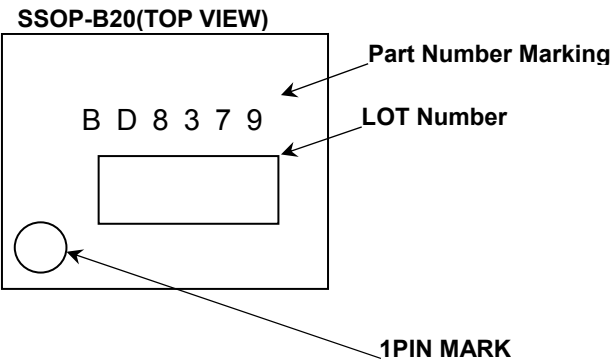 SSOP-B20(TOP VIEW)
Part Number Marking
B D 8 3 7 9
LOT Number
1PIN MARK